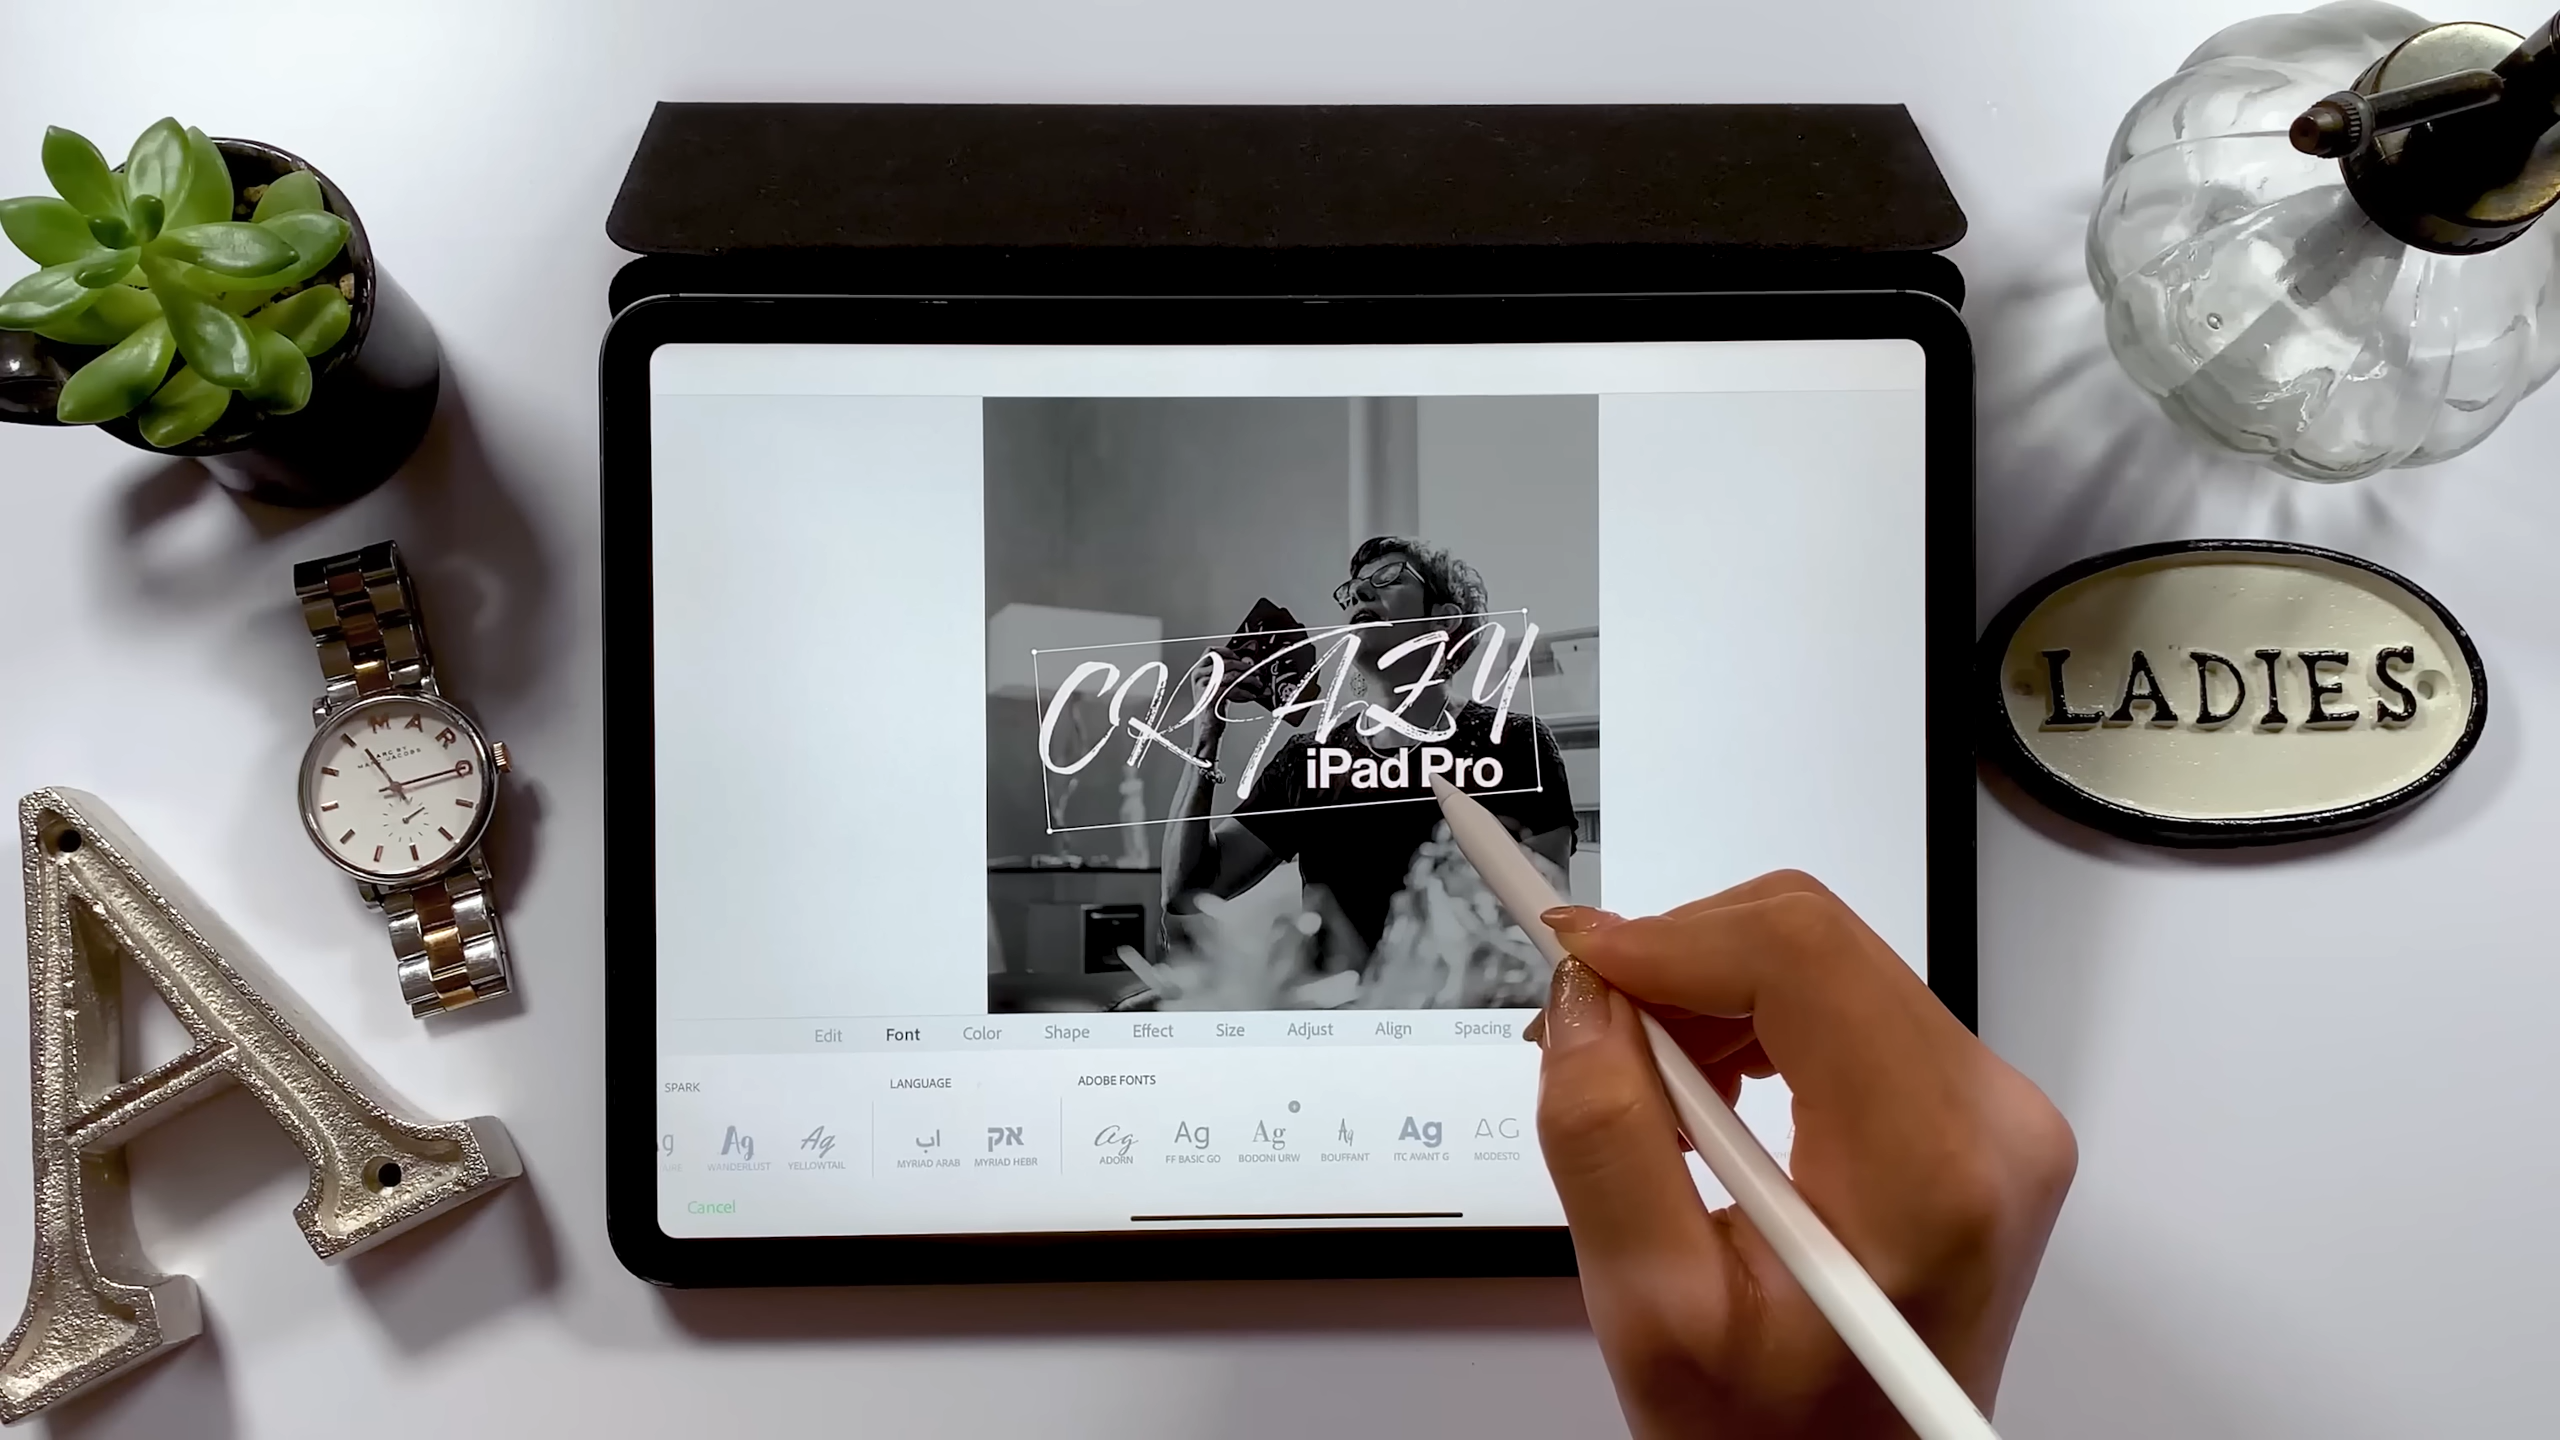 MAR
MARC BY
MARC JACOBS
LADIES
A
CRAZY
iPad Pro
Edit Font Color Shape Effect Size Adjust Align Spacing
SPARK LANGUAGE ADOBE FONTS
Ag Ag اب אק Ag Ag Ag Ag Ag AG
WANDERLUST YELLOWTAIL MYRIAD ARAB MYRIAD HEBR ADORN FF BASIC GO BODONI URW BOUFFANT ITC AVANT G MODESTO
Cancel